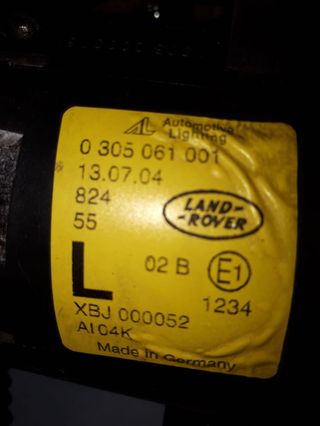 AL Automotive Lighting
0 305 061 001
13.07.04
824
55
LAND-
-ROVER
L
02 B E1
1234
XBJ 000052
AI 04K
Made in Germany